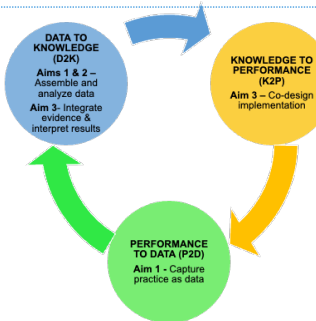 DATA TO
KNOWLEDGE
(D2K)
Aims 1 & 2 –
Assemble and
analyze data
Aim 3- Integrate
evidence &
interpret results
KNOWLEDGE TO
PERFORMANCE
(K2P)
Aim 3 – Co-design
implementation
PERFORMANCE
TO DATA (P2D)
Aim 1 - Capture
practice as data